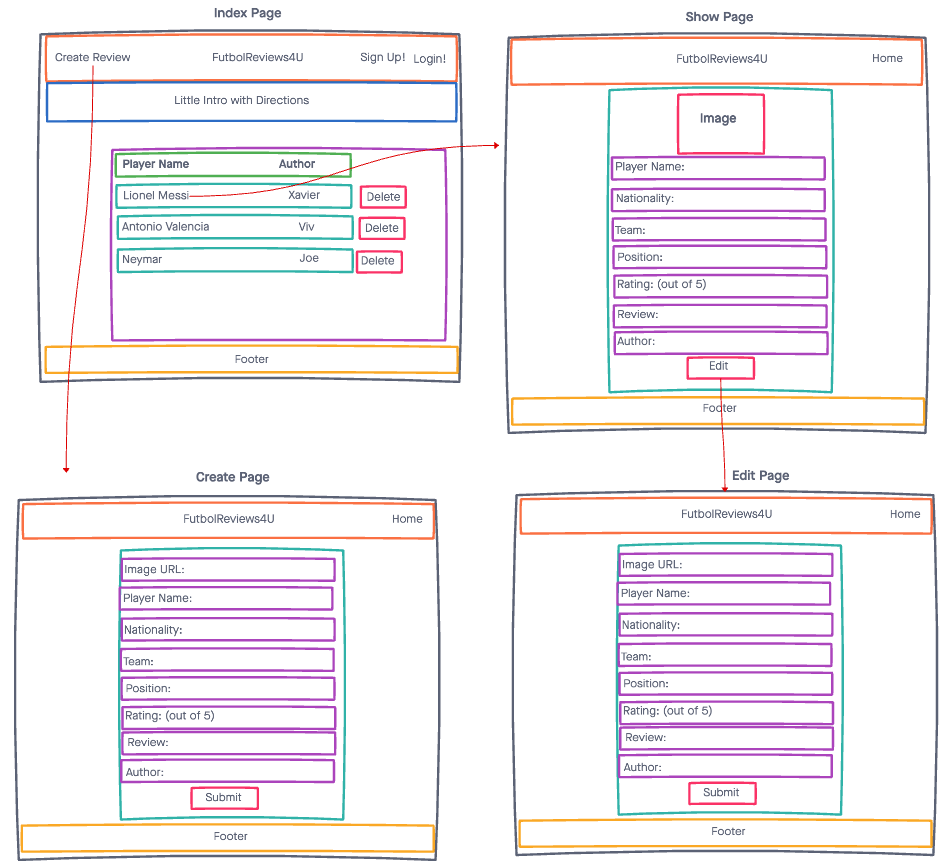 Index Page
Create Review FutbolReviews4U Sign Up! Login!
Little Intro with Directions
Player Name Author
Lionel Messi Xavier Delete
Antonio Valencia Viv Delete
Neymar Joe Delete
Footer
Show Page
FutbolReviews4U Home
Image
Player Name:
Nationality:
Team:
Position:
Rating: (out of 5)
Review:
Author:
Edit
Footer
Create Page
FutbolReviews4U Home
Image URL:
Player Name:
Nationality:
Team:
Position:
Rating: (out of 5)
Review:
Author:
Submit
Footer
Edit Page
FutbolReviews4U Home
Image URL:
Player Name:
Nationality:
Team:
Position:
Rating: (out of 5)
Review:
Author:
Submit
Footer